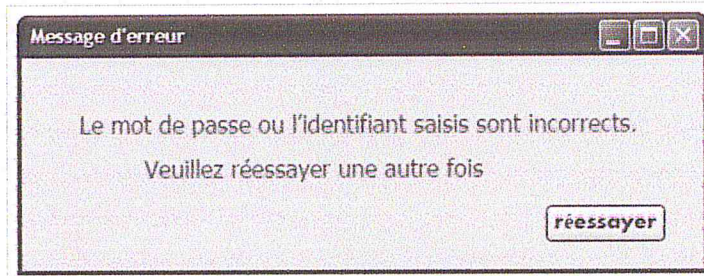 Message d'erreur
Le mot de passe ou l'identifiant saisis sont incorrects.
Veuillez réessayer une autre fois
réessayer